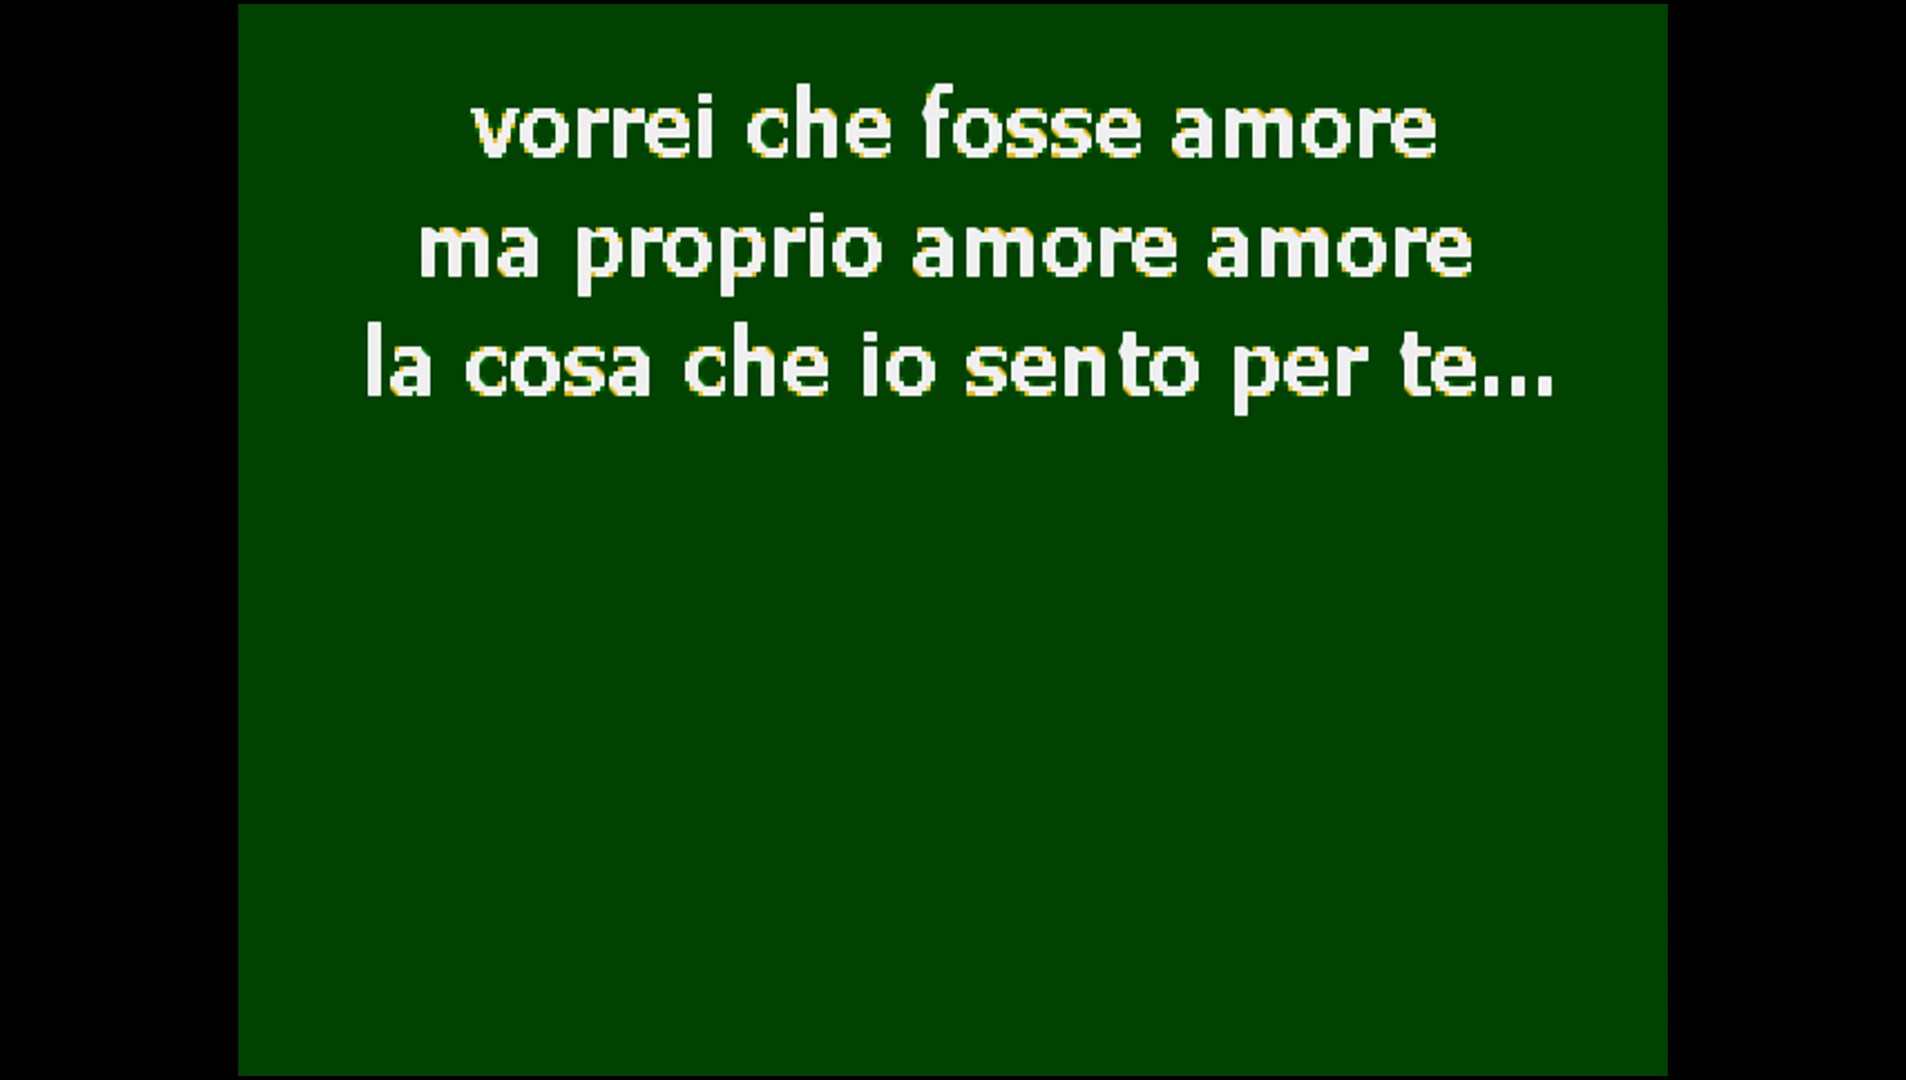 vorrei che fosse amore
ma proprio amore amore
la cosa che io sento per te...